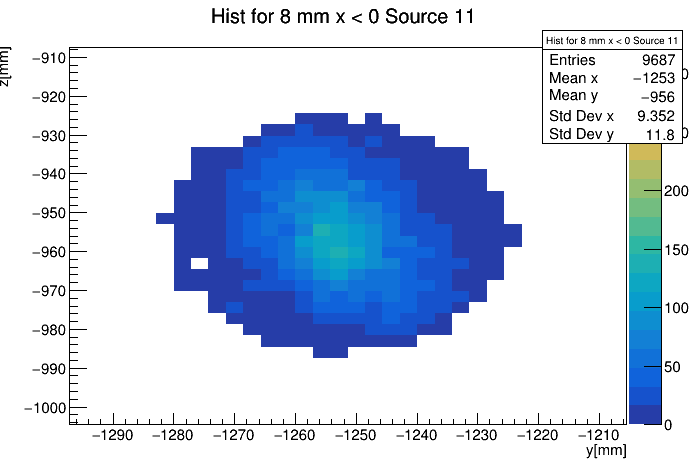 Hist for 8 mm x < 0 Source 11
Hist for 8 mm x < 0 Source 11
Entries 9687
Mean x −1253
Mean y −956
Std Dev x 9.352
Std Dev y 11.8
z[mm]
−910
−920
−930
−940
−950
−960
−970
−980
−990
−1000
−1290 −1280 −1270 −1260 −1250 −1240 −1230 −1220 −1210
y[mm]
200
150
100
50
0